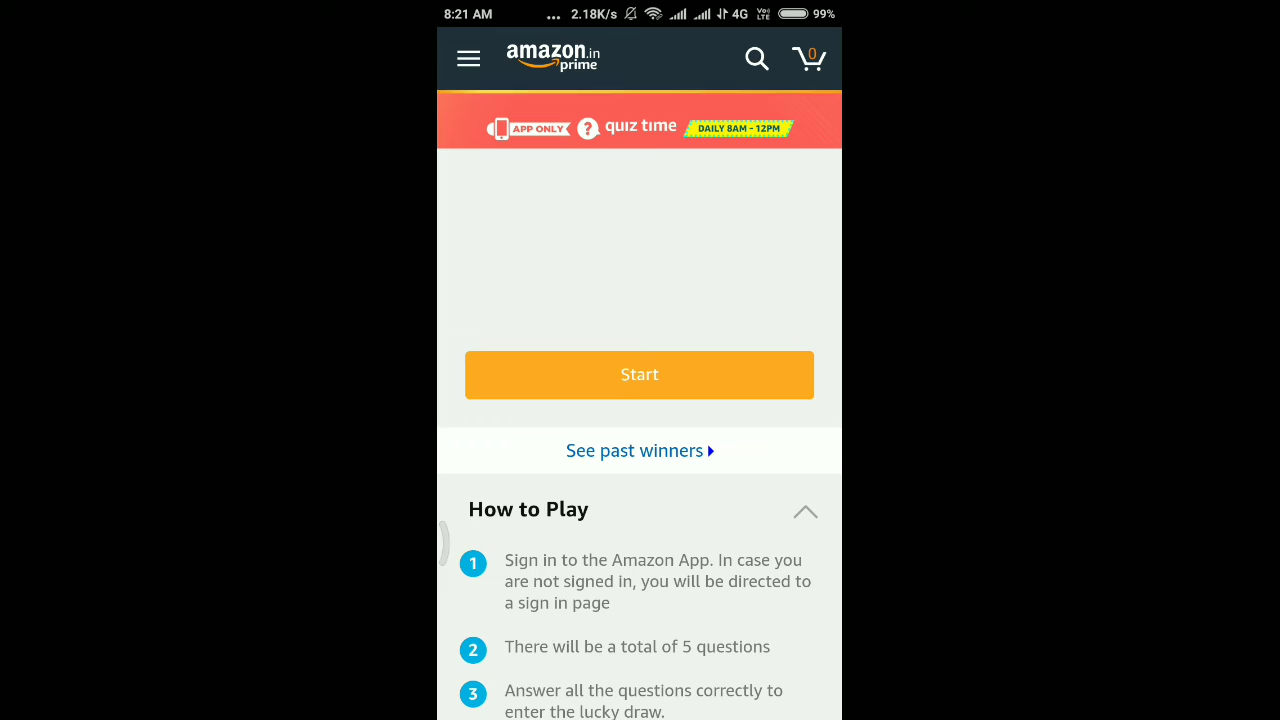 8:21 AM ... 2.18K/s 4G Vo) LTE 99%
amazon.in
prime
0
APP ONLY ? quiz time DAILY 8AM - 12PM
Start
See past winners
How to Play
1 Sign in to the Amazon App. In case you
are not signed in, you will be directed to
a sign in page
2 There will be a total of 5 questions
3 Answer all the questions correctly to
enter the lucky draw.